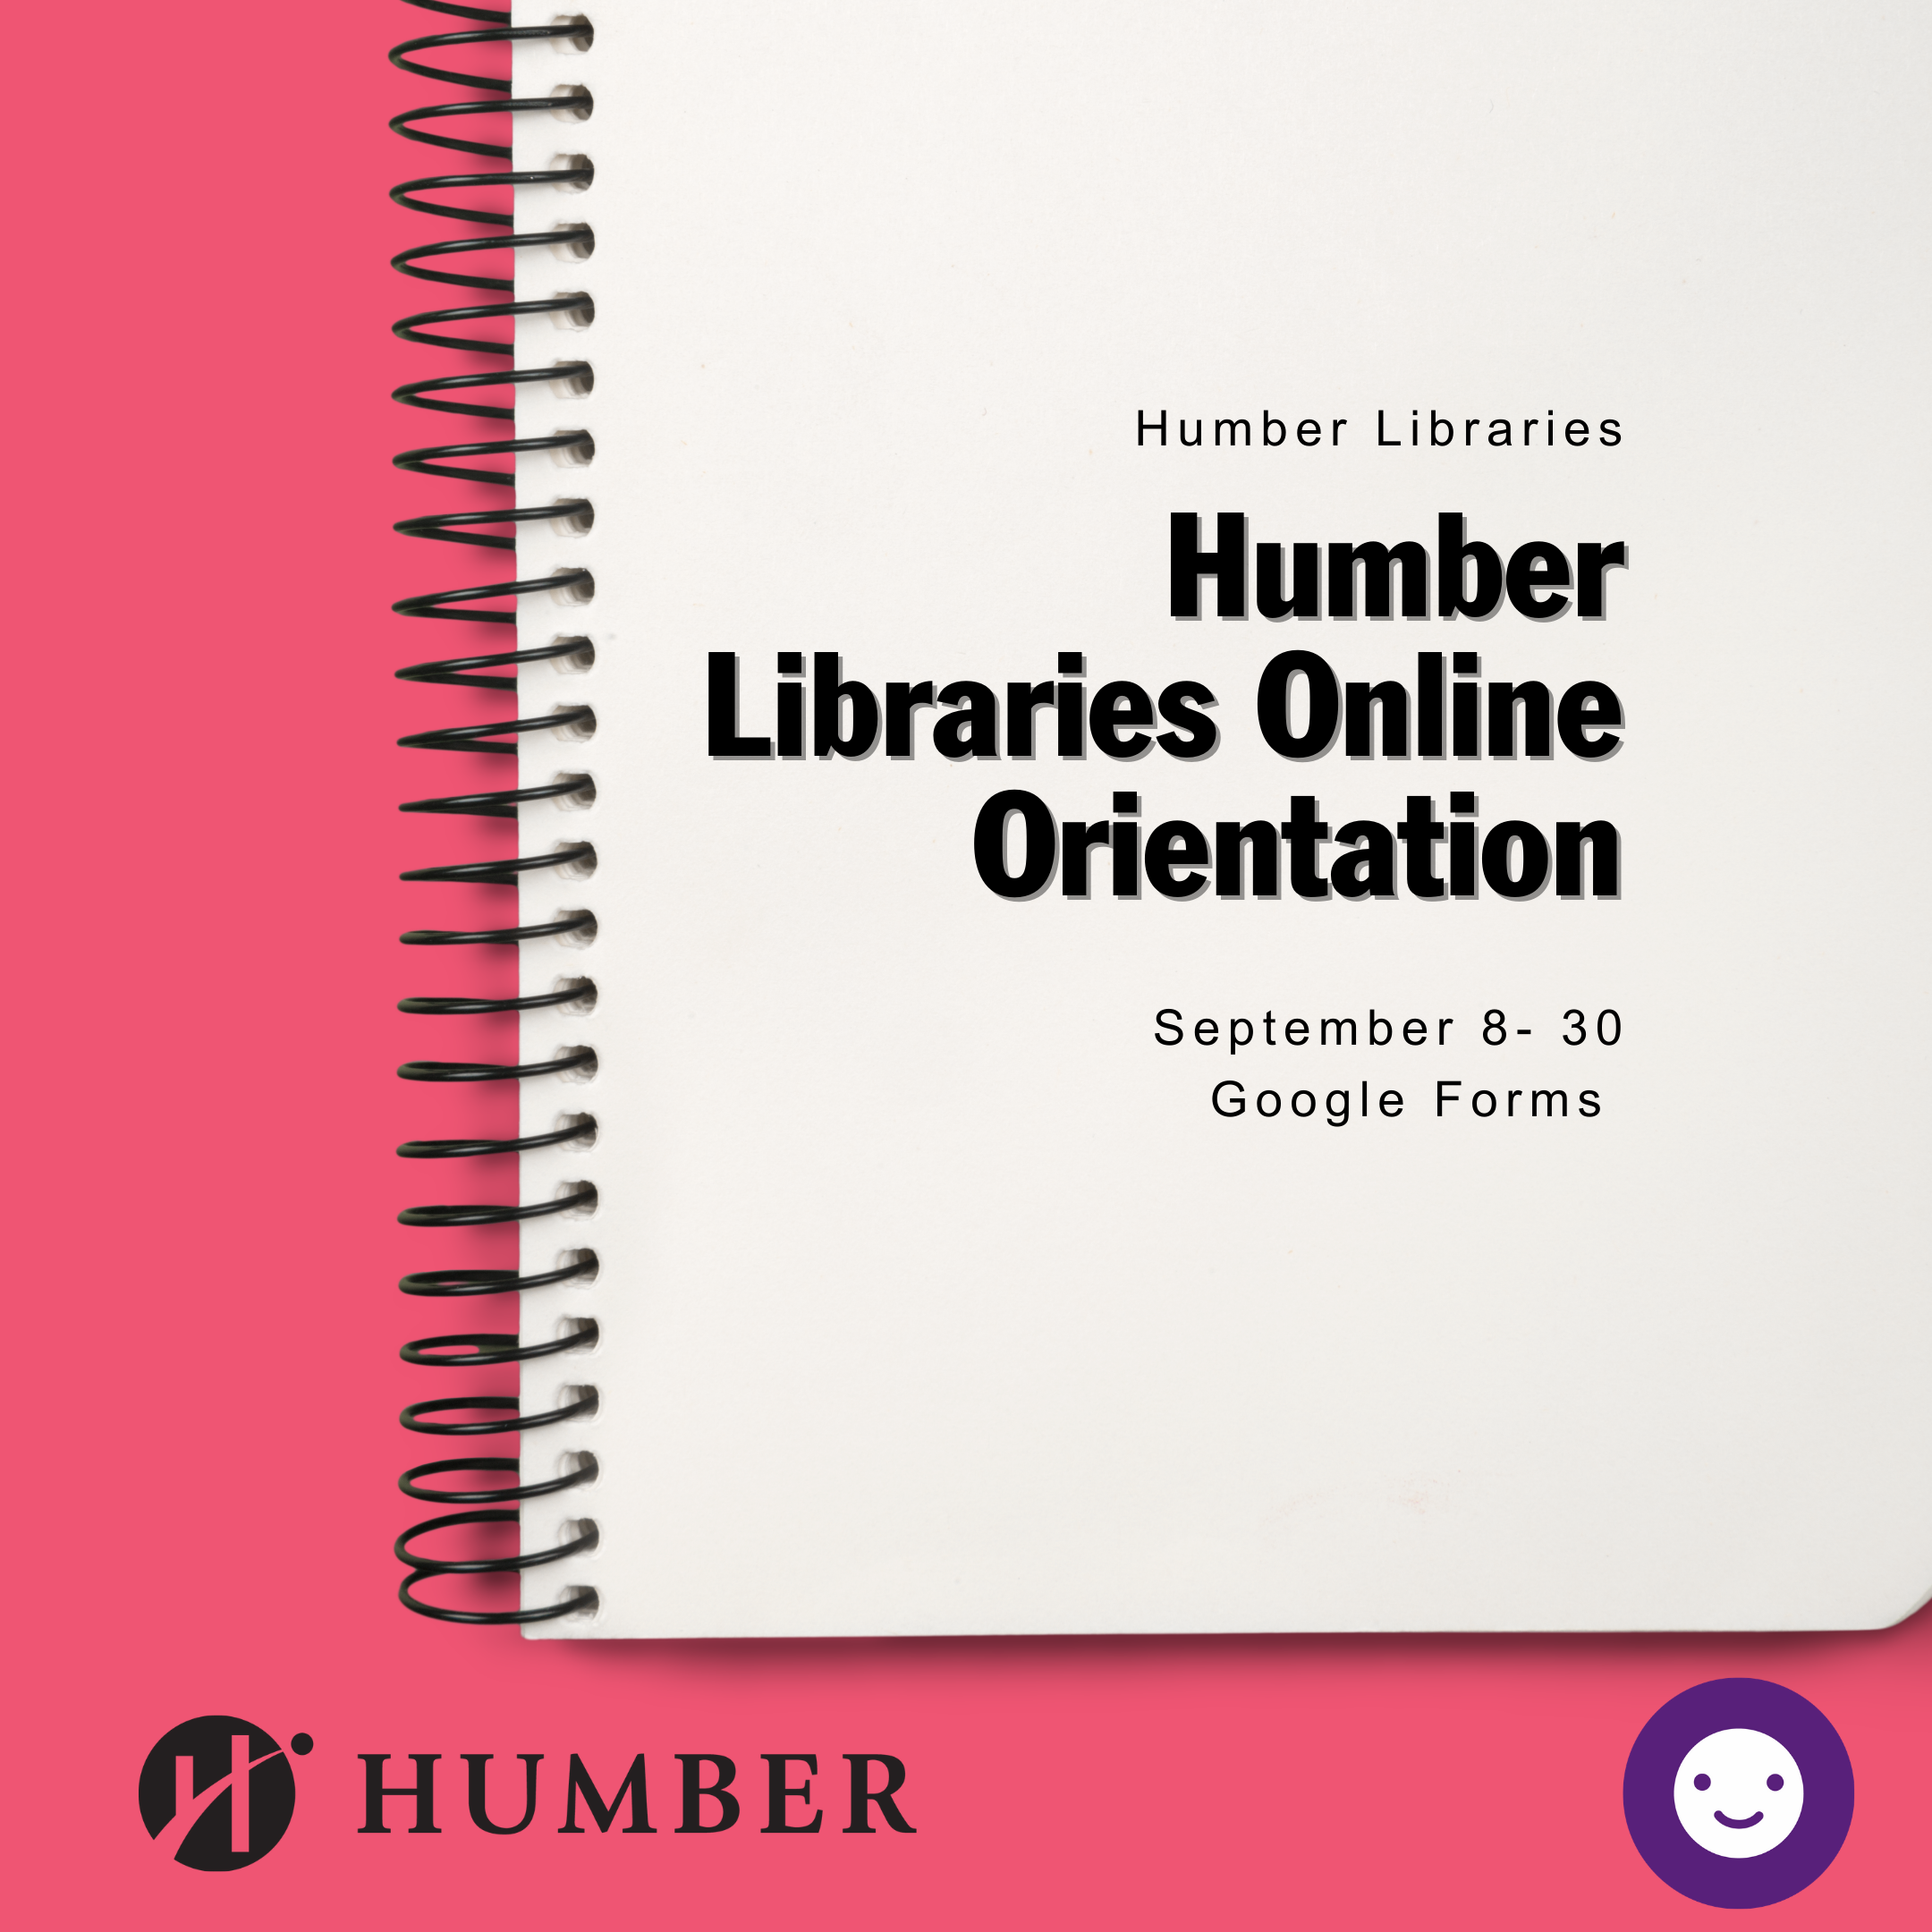 Humber Libraries
Humber
Libraries Online
Orientation
September 8- 30
Google Forms
HUMBER